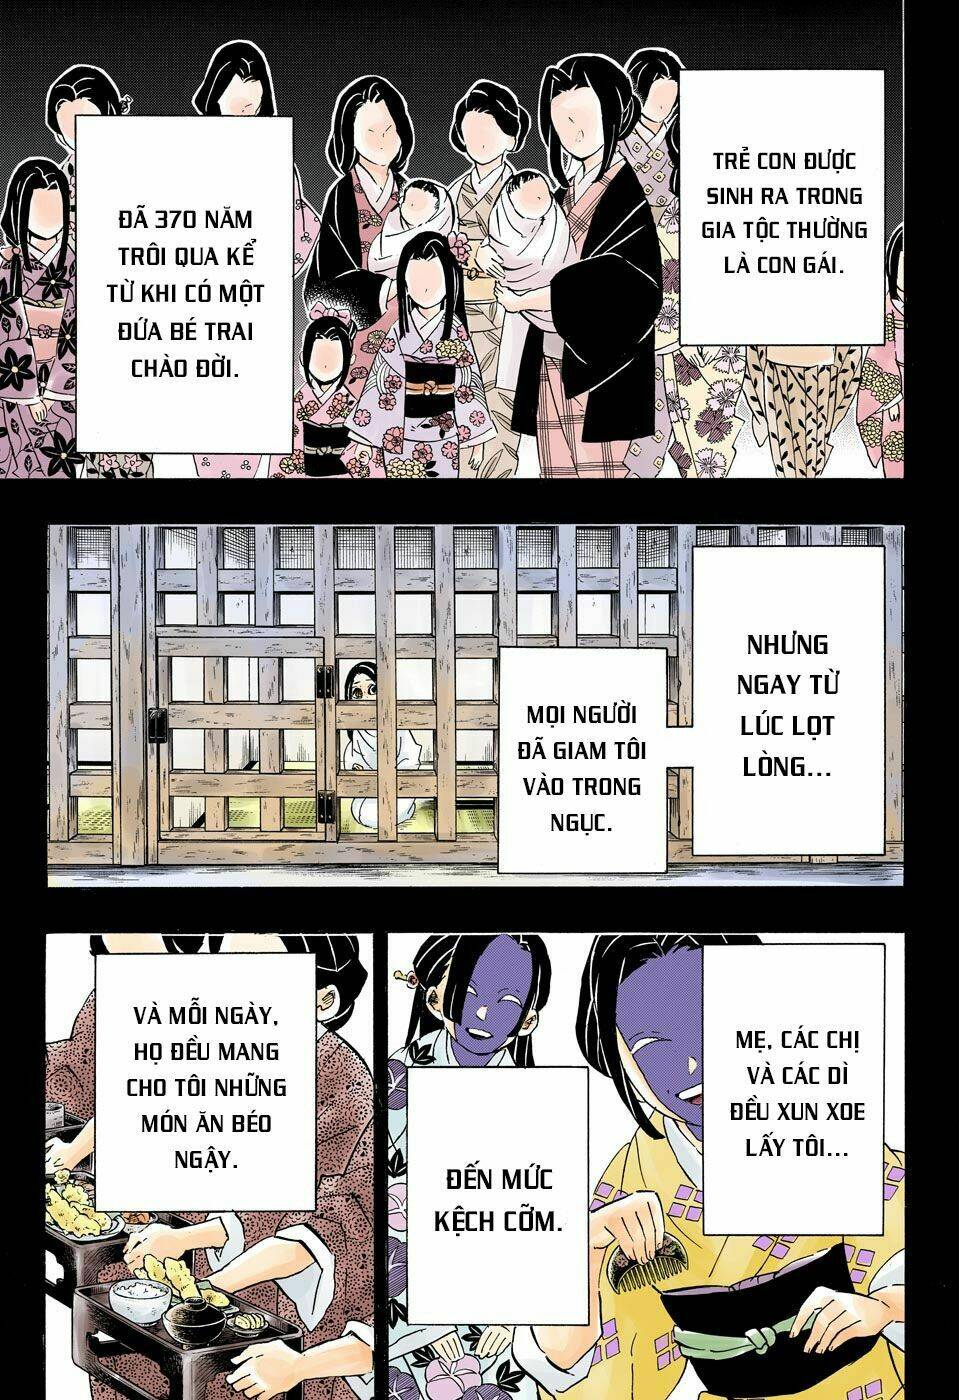 TRẺ CON ĐƯỢC
SINH RA TRONG
GIA TỘC THƯỜNG
LÀ CON GÁI.
ĐÃ 370 NĂM
TRÔI QUA KỂ
TỪ KHI CÓ MỘT
ĐỨA BÉ TRAI
CHÀO ĐỜI.
NHƯNG
NGAY TỪ
LÚC LỌT
LÒNG...
MỌI NGƯỜI
ĐÃ GIAM TÔI
VÀO TRONG
NGỤC.
MẸ, CÁC CHỊ
VÀ CÁC DÌ
ĐỀU XUN XOE
LẤY TÔI...
ĐẾN MỨC
KỆCH CỠM.
VÀ MỖI NGÀY,
HỌ ĐỀU MANG
CHO TÔI NHỮNG
MÓN ĂN BÉO
NGẬY.